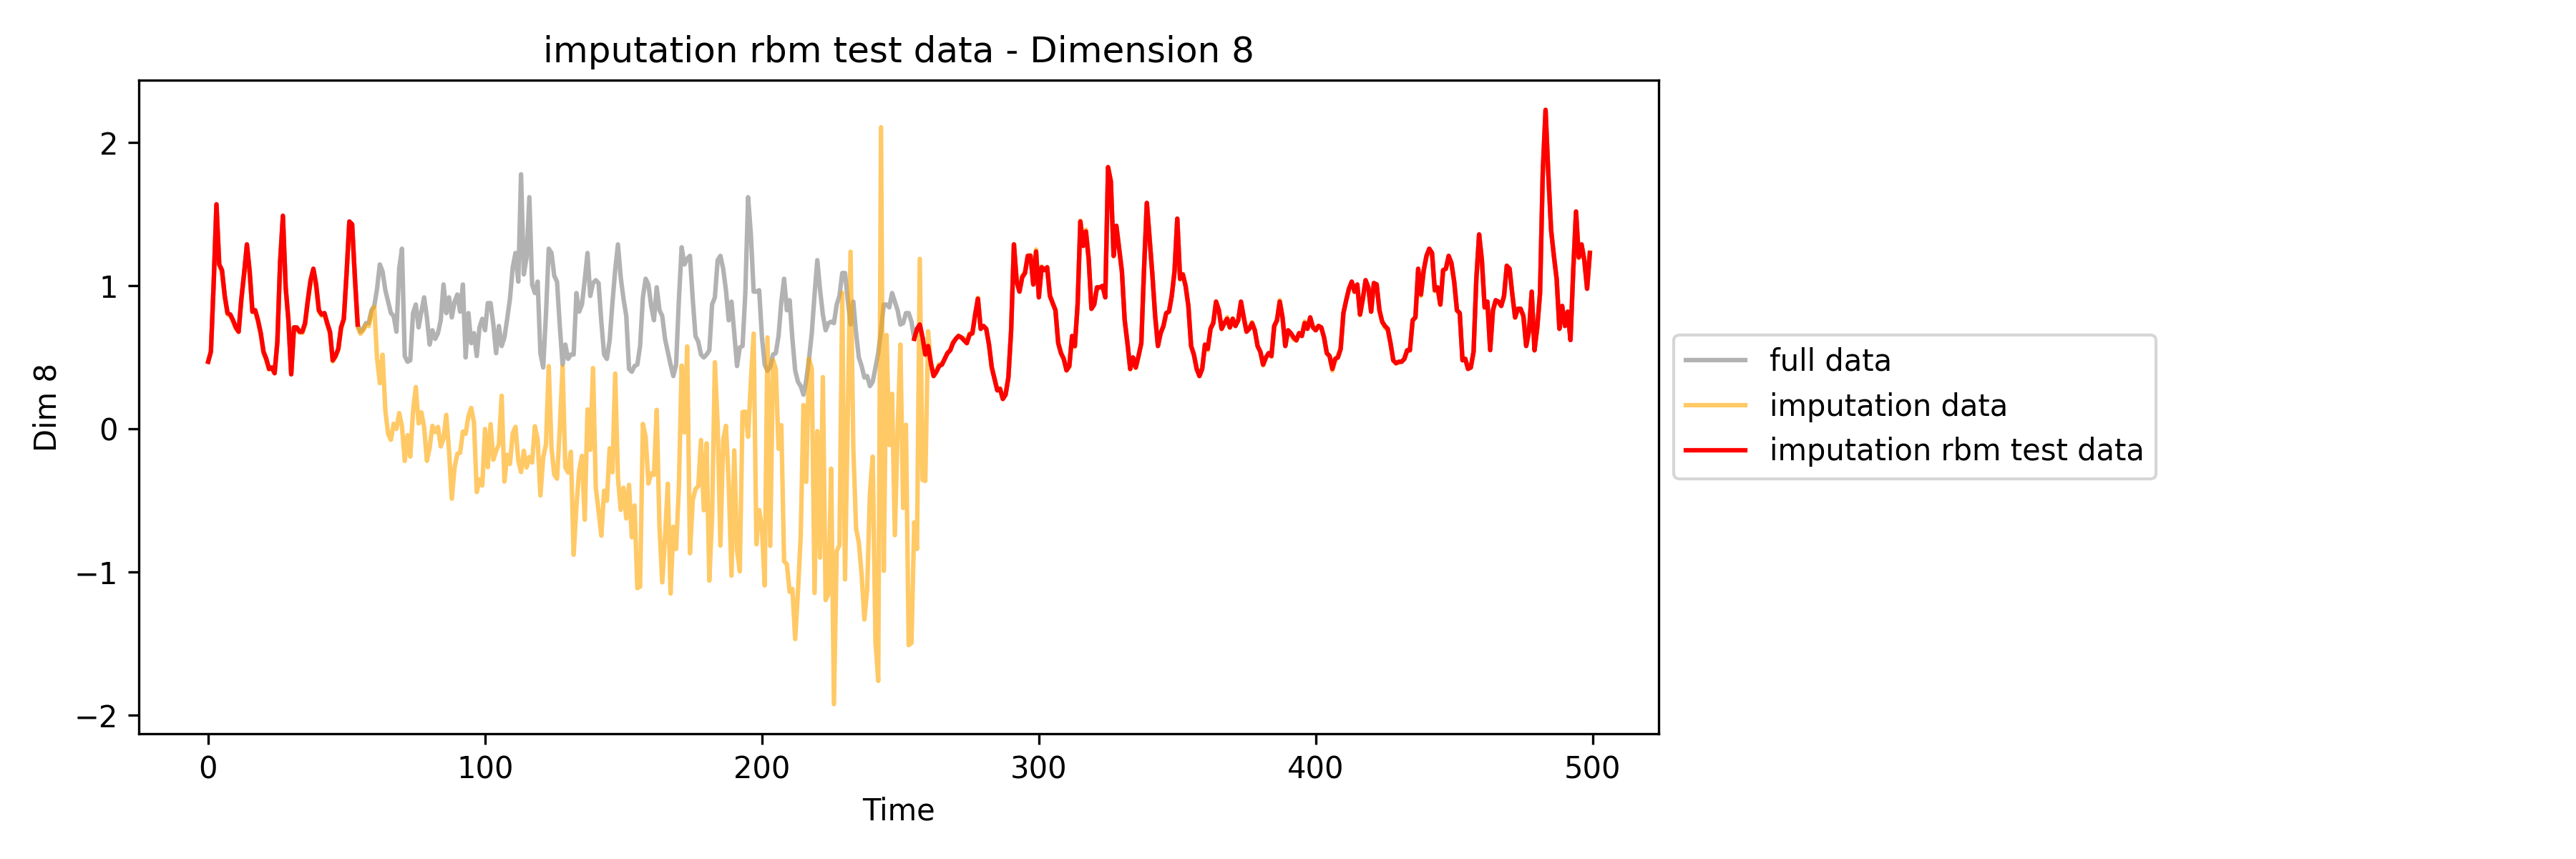 imputation rbm test data - Dimension 8
Dim 8
2
1
0
−1
−2
0 100 200 300 400 500
Time
full data
imputation data
imputation rbm test data